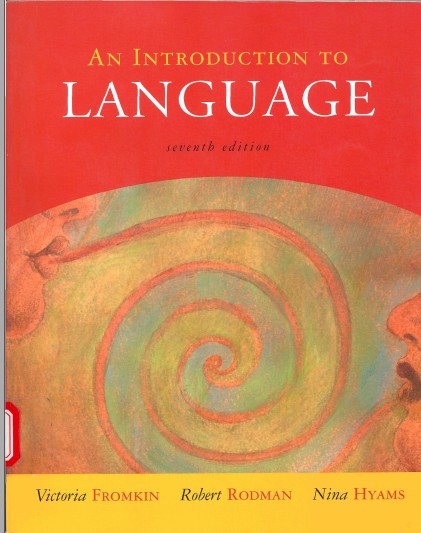 AN INTRODUCTION TO
LANGUAGE
seventh edition
Victoria FROMKIN Robert RODMAN Nina HYAMS